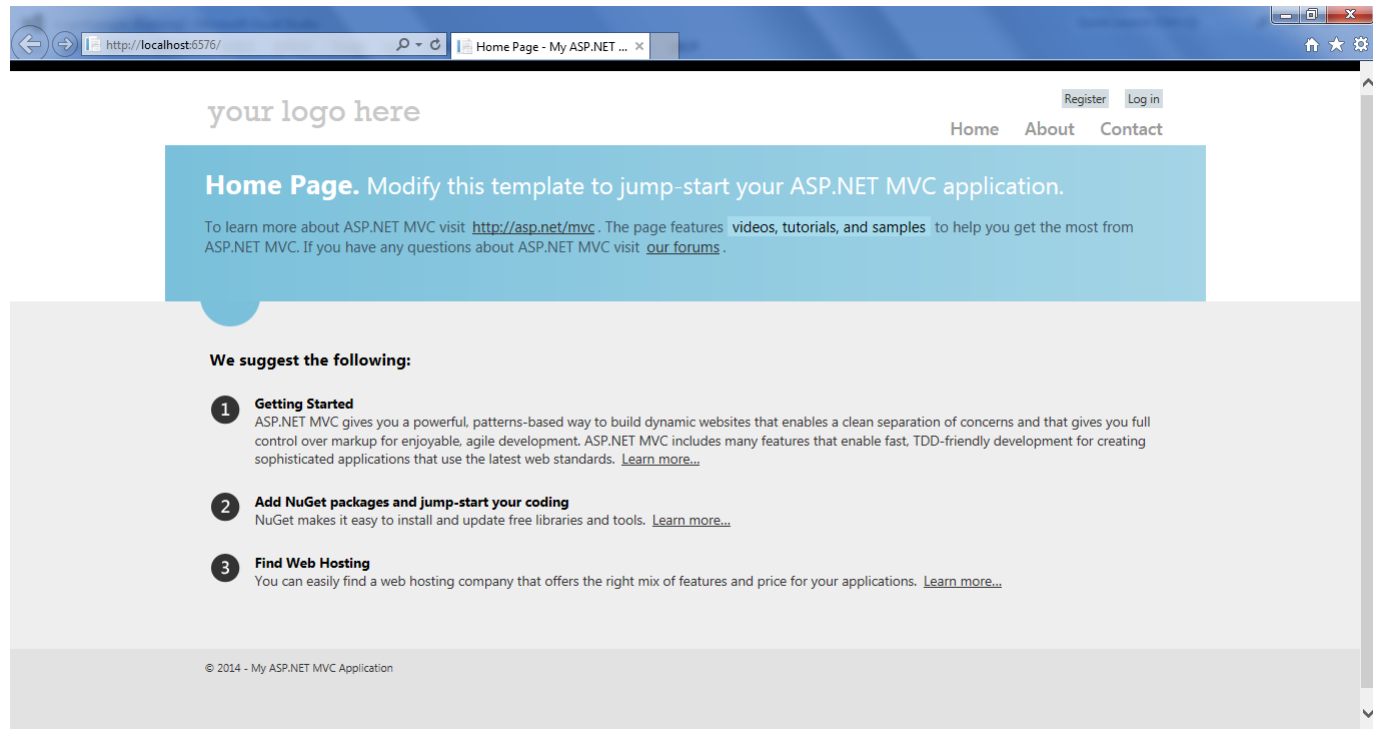 http://localhost:6576/
Home Page - My ASP.NET ...
your logo here
Register Log in
Home About Contact
Home Page. Modify this template to jump-start your ASP.NET MVC application.
To learn more about ASP.NET MVC visit http://asp.net/mvc . The page features videos, tutorials, and samples to help you get the most from
ASP.NET MVC. If you have any questions about ASP.NET MVC visit our forums .
We suggest the following:
1 Getting Started
ASP.NET MVC gives you a powerful, patterns-based way to build dynamic websites that enables a clean separation of concerns and that gives you full
control over markup for enjoyable, agile development. ASP.NET MVC includes many features that enable fast, TDD-friendly development for creating
sophisticated applications that use the latest web standards. Learn more...
2 Add NuGet packages and jump-start your coding
NuGet makes it easy to install and update free libraries and tools. Learn more...
3 Find Web Hosting
You can easily find a web hosting company that offers the right mix of features and price for your applications. Learn more...
© 2014 - My ASP.NET MVC Application